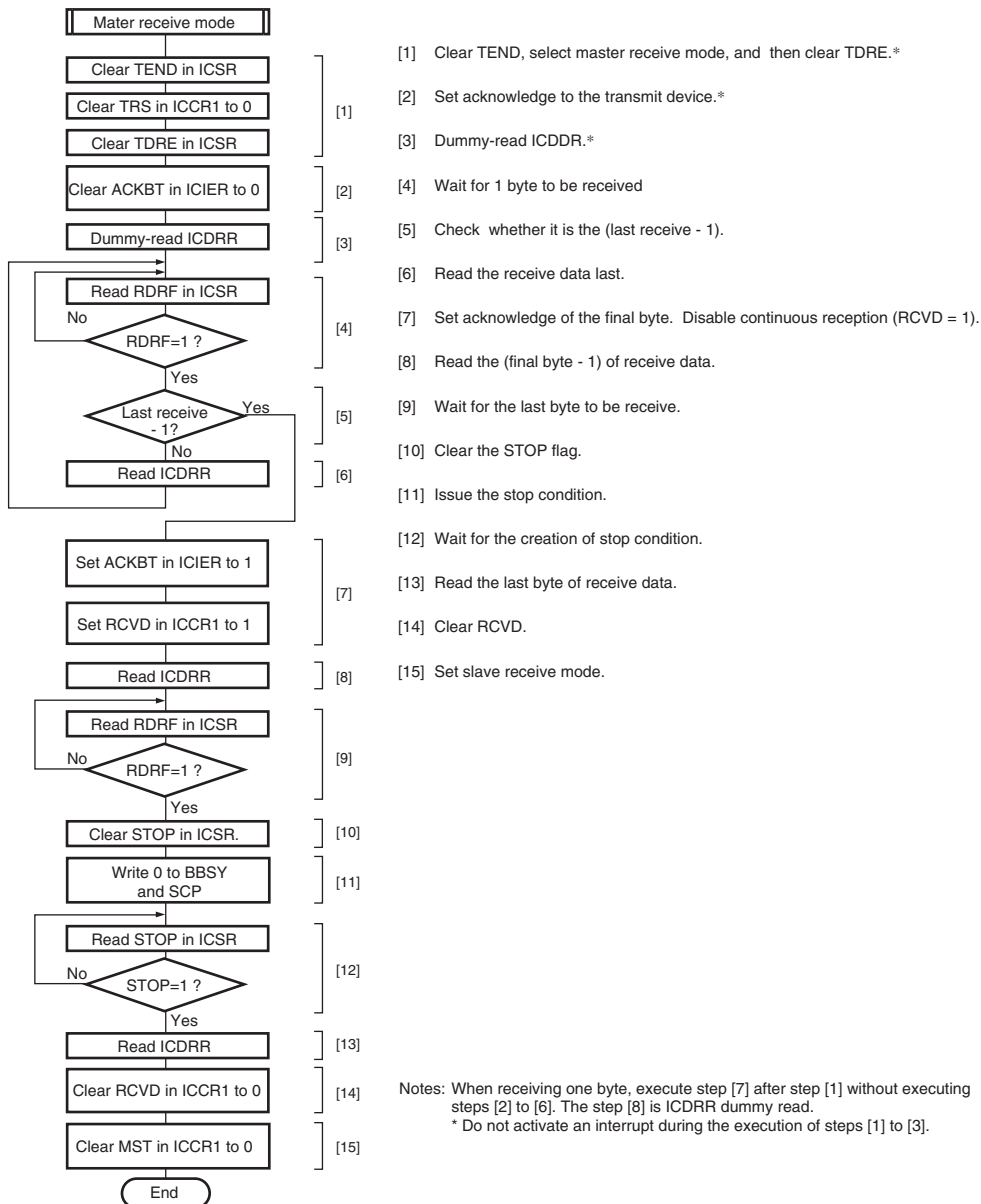 Mater receive mode
Clear TEND in ICSR
Clear TRS in ICCR1 to 0
Clear TDRE in ICSR
[1]
Clear ACKBT in ICIER to 0
[2]
Dummy-read ICDRR
[3]
Read RDRF in ICSR
No
RDRF=1 ?
[4]
Yes
Last receive
- 1?
Yes
[5]
No
Read ICDRR
[6]
Set ACKBT in ICIER to 1
[7]
Set RCVD in ICCR1 to 1
Read ICDRR
[8]
Read RDRF in ICSR
No
RDRF=1 ?
[9]
Yes
Clear STOP in ICSR.
[10]
Write 0 to BBSY
and SCP
[11]
Read STOP in ICSR
No
STOP=1 ?
[12]
Yes
Read ICDRR
[13]
Clear RCVD in ICCR1 to 0
[14]
Clear MST in ICCR1 to 0
[15]
End
[1] Clear TEND, select master receive mode, and then clear TDRE.*
[2] Set acknowledge to the transmit device.*
[3] Dummy-read ICDDR.*
[4] Wait for 1 byte to be received
[5] Check whether it is the (last receive - 1).
[6] Read the receive data last.
[7] Set acknowledge of the final byte. Disable continuous reception (RCVD = 1).
[8] Read the (final byte - 1) of receive data.
[9] Wait for the last byte to be receive.
[10] Clear the STOP flag.
[11] Issue the stop condition.
[12] Wait for the creation of stop condition.
[13] Read the last byte of receive data.
[14] Clear RCVD.
[15] Set slave receive mode.
Notes: When receiving one byte, execute step [7] after step [1] without executing
steps [2] to [6]. The step [8] is ICDRR dummy read.
* Do not activate an interrupt during the execution of steps [1] to [3].